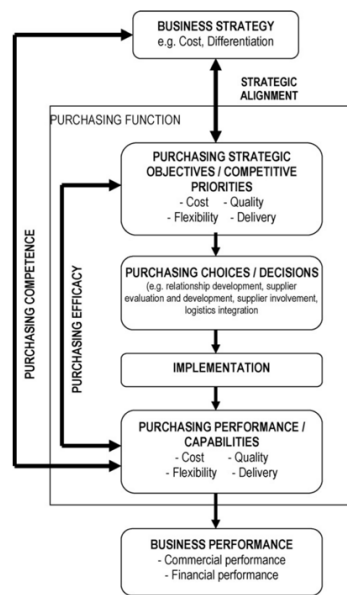 BUSINESS STRATEGY
e.g. Cost, Differentiation
STRATEGIC
ALIGNMENT
PURCHASING FUNCTION
PURCHASING STRATEGIC
OBJECTIVES / COMPETITIVE
PRIORITIES
- Cost - Quality
- Flexibility - Delivery
PURCHASING CHOICES / DECISIONS
(e.g. relationship development, supplier
evaluation and development, supplier involvement,
logistics integration
PURCHASING COMPETENCE
PURCHASING EFFICACY
IMPLEMENTATION
PURCHASING PERFORMANCE /
CAPABILITIES
- Cost - Quality
- Flexibility - Delivery
BUSINESS PERFORMANCE
- Commercial performance
- Financial performance